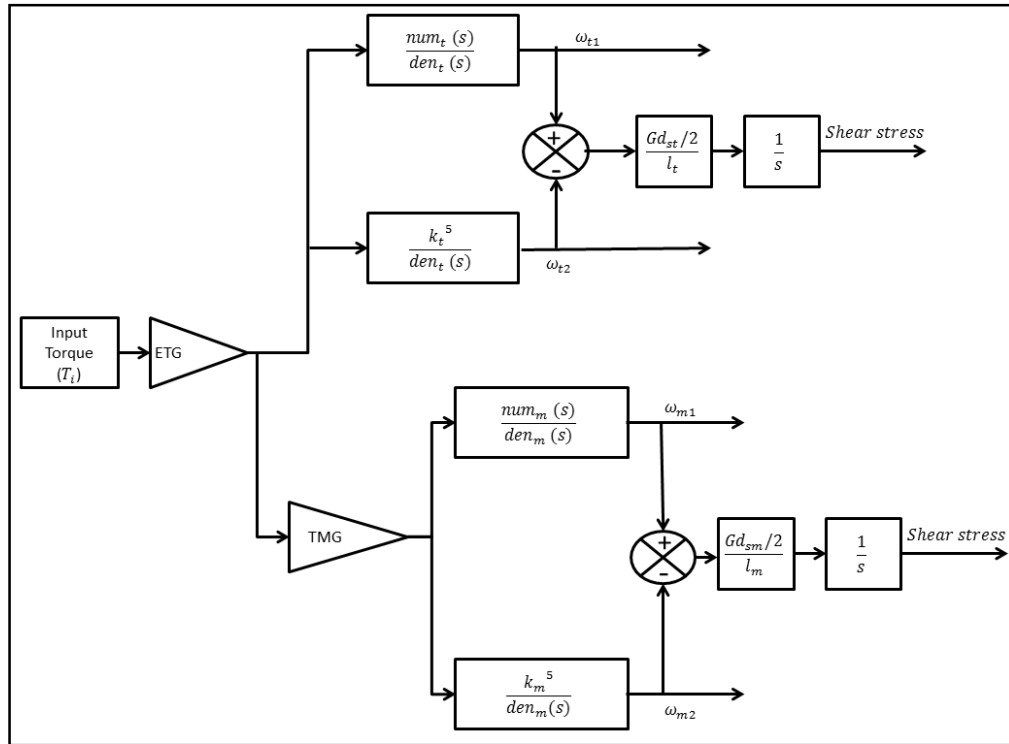 num_t (s)
den_t (s)
ω_t1
+
-
Gd_st/2
l_t
1
s
Shear stress
k_t^5
den_t (s)
ω_t2
Input
Torque
(T_i)
ETG
num_m (s)
den_m (s)
ω_m1
TMG
+
-
Gd_sm/2
l_m
1
s
Shear stress
k_m^5
den_m(s)
ω_m2